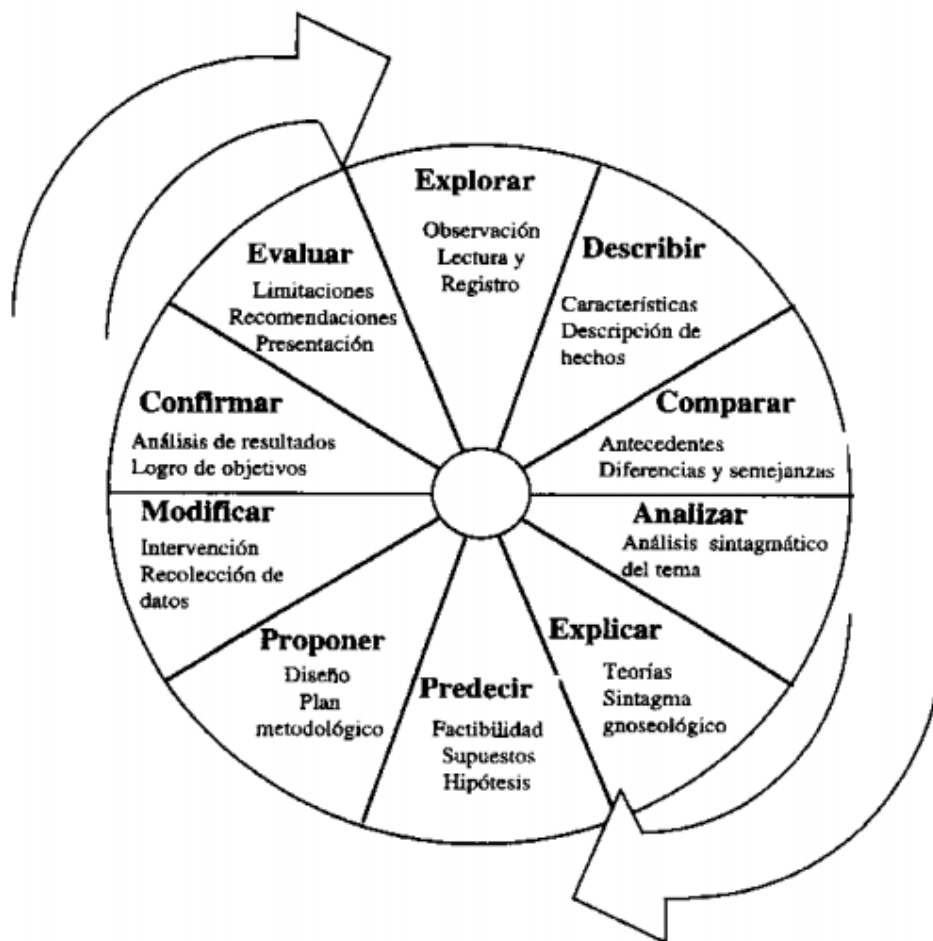 Explorar
Observación
Lectura y
Registro
Describir
Características
Descripción de
hechos
Comparar
Antecedentes
Diferencias y semejanzas
Analizar
Análisis sintagmático
del tema
Explicar
Teorías
Sintagma
gnoseológico
Predecir
Factibilidad
Supuestos
Hipótesis
Proponer
Diseño
Plan
metodológico
Modificar
Intervención
Recolección de
datos
Confirmar
Análisis de resultados
Logro de objetivos
Evaluar
Limitaciones
Recomendaciones
Presentación